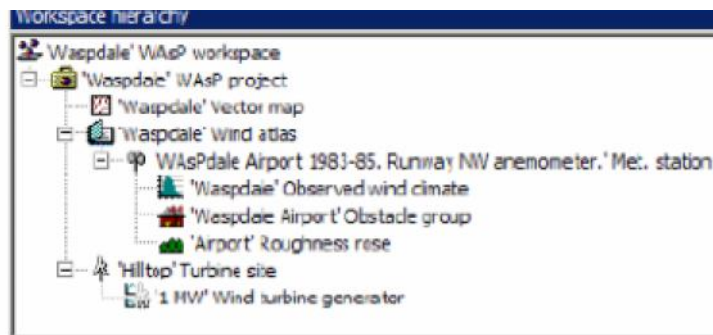 Workspace hierarchy
'Waspdale' WAsP workspace
'Waspdale' WAsP project
'Waspdale' Vector map
'Waspdale' Wind atlas
WAsPdale Airport 1983-85. Runway NW anemometer.' Met. station
'Waspdale' Observed wind climate
'Waspdale Airport' Obstacle group
'Airport' Roughness rose
'Hilltop' Turbine site
'1 MW' Wind turbine generator